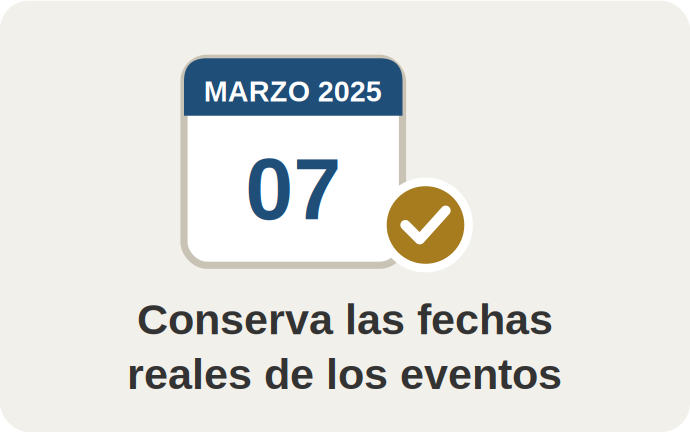 MARZO 2025
07
Conserva las fechas
reales de los eventos